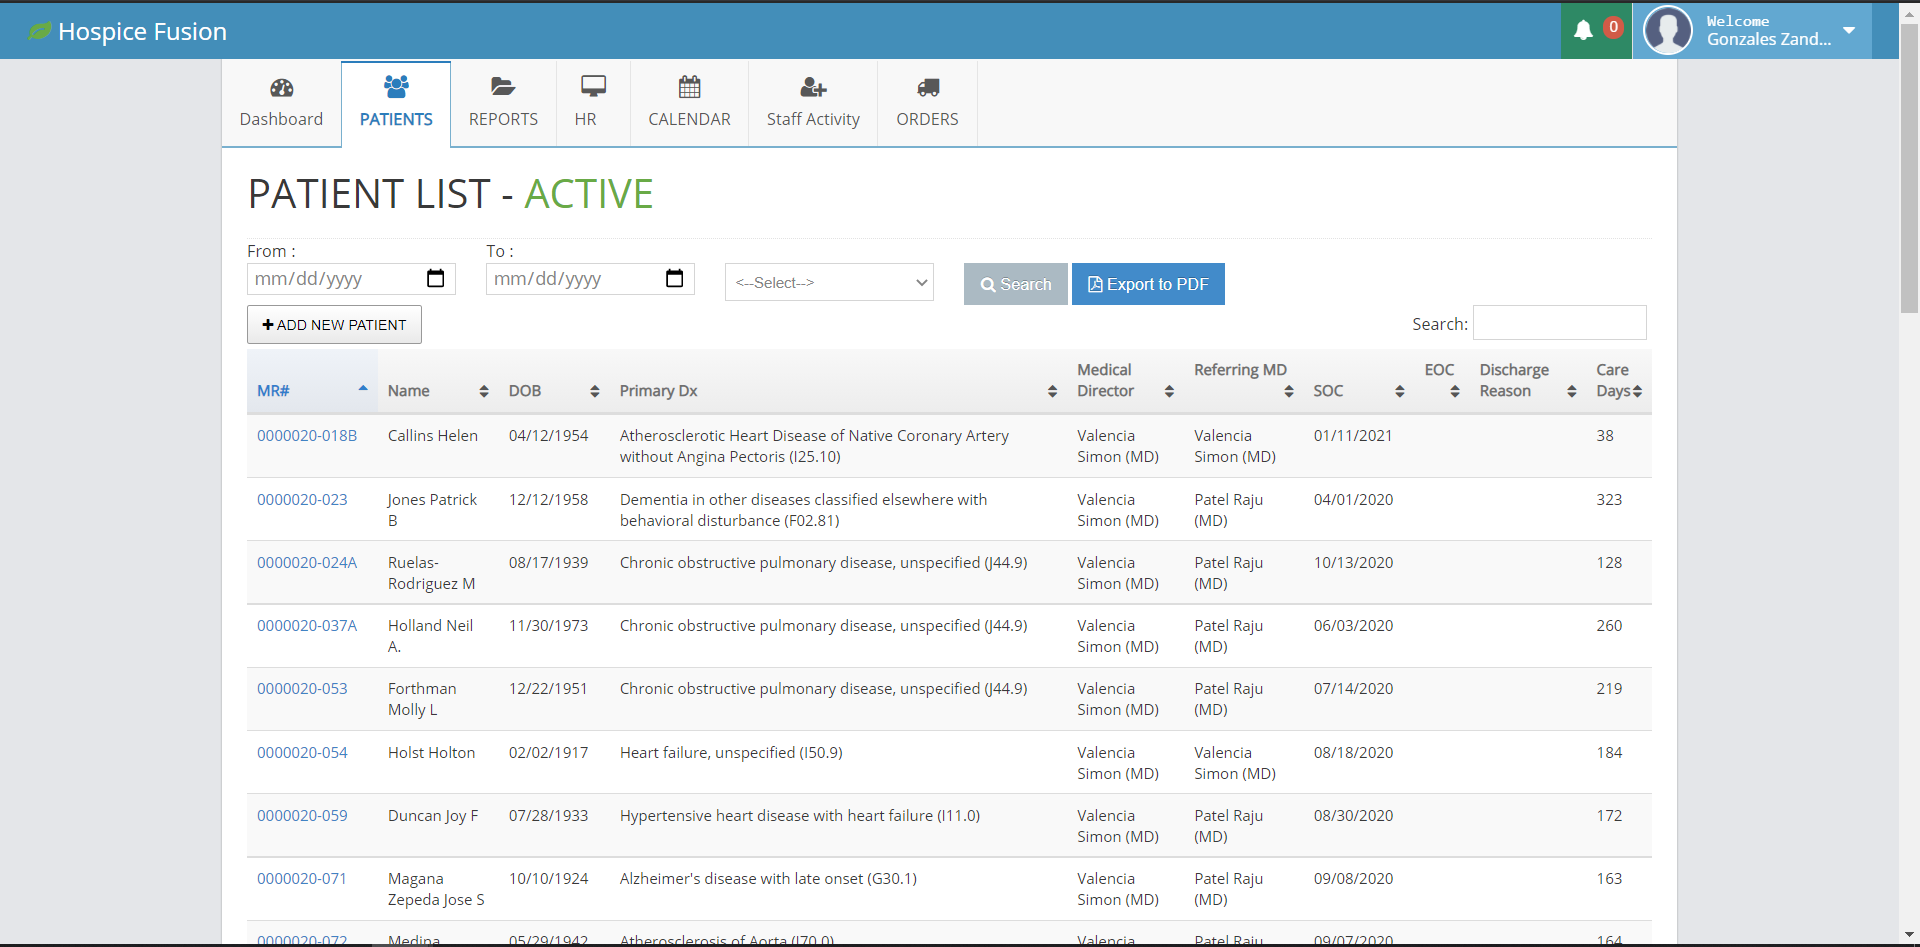 Hospice Fusion
0
Welcome
Gonzales Zand...
Dashboard
PATIENTS
REPORTS
HR
CALENDAR
Staff Activity
ORDERS
PATIENT LIST - ACTIVE
From :
To :
mm/dd/yyyy
mm/dd/yyyy
<--Select-->
Search
Export to PDF
ADD NEW PATIENT
Search:
MR# Name DOB Primary Dx Medical Director Referring MD SOC EOC Discharge Reason Care Days
0000020-018B Callins Helen 04/12/1954 Atherosclerotic Heart Disease of Native Coronary Artery Valencia Valencia 01/11/2021 38
without Angina Pectoris (I25.10) Simon (MD) Simon (MD)
0000020-023 Jones Patrick 12/12/1958 Dementia in other diseases classified elsewhere with Valencia Patel Raju 04/01/2020 323
B behavioral disturbance (F02.81) Simon (MD) (MD)
0000020-024A Ruelas- 08/17/1939 Chronic obstructive pulmonary disease, unspecified (J44.9) Valencia Patel Raju 10/13/2020 128
Rodriguez M Simon (MD) (MD)
0000020-037A Holland Neil 11/30/1973 Chronic obstructive pulmonary disease, unspecified (J44.9) Valencia Patel Raju 06/03/2020 260
A. Simon (MD) (MD)
0000020-053 Forthman 12/22/1951 Chronic obstructive pulmonary disease, unspecified (J44.9) Valencia Patel Raju 07/14/2020 219
Molly L Simon (MD) (MD)
0000020-054 Holst Holton 02/02/1917 Heart failure, unspecified (I50.9) Valencia Valencia 08/18/2020 184
Simon (MD) Simon (MD)
0000020-059 Duncan Joy F 07/28/1933 Hypertensive heart disease with heart failure (I11.0) Valencia Patel Raju 08/30/2020 172
Simon (MD) (MD)
0000020-071 Magana 10/10/1924 Alzheimer's disease with late onset (G30.1) Valencia Patel Raju 09/08/2020 163
Zepeda Jose S Simon (MD) (MD)
0000020-072 Medina 05/29/1942 Atherosclerosis of Aorta (I70.0) Valencia Patel Raju 09/07/2020 164